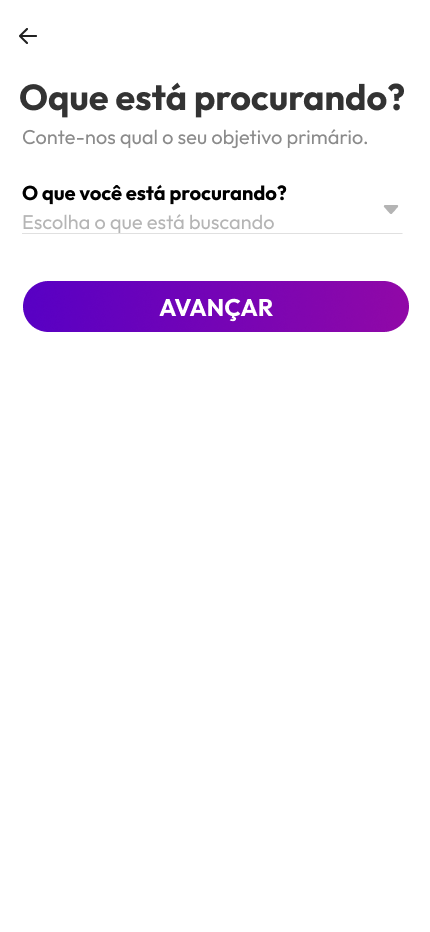 Oque está procurando?
Conte-nos qual o seu objetivo primário.
O que você está procurando?
Escolha o que está buscando
AVANÇAR